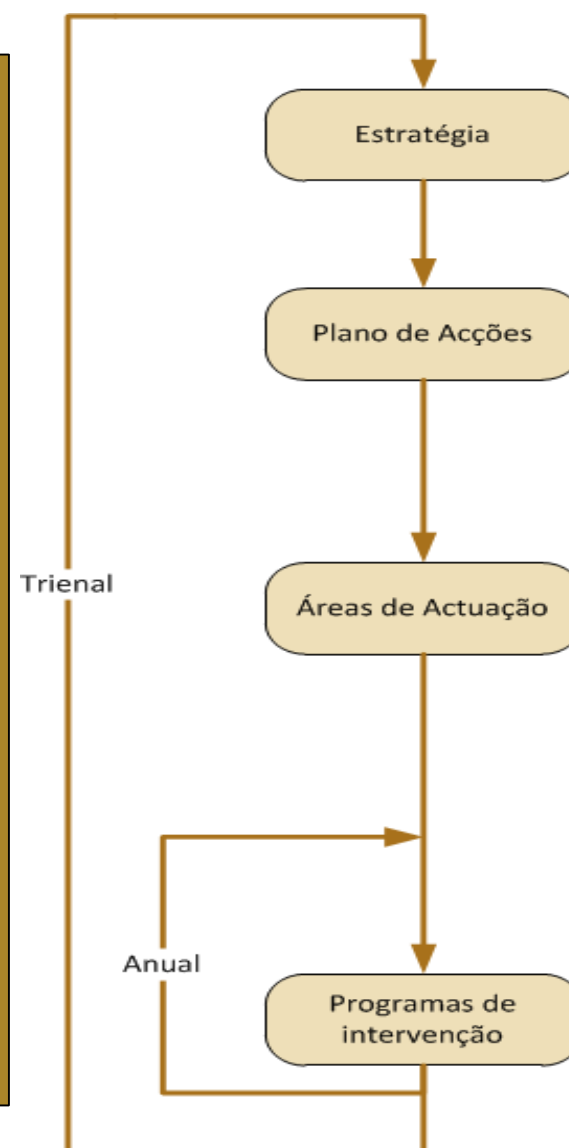 Estratégia
Plano de Acções
Trienal
Áreas de Actuação
Anual
Programas de
intervenção